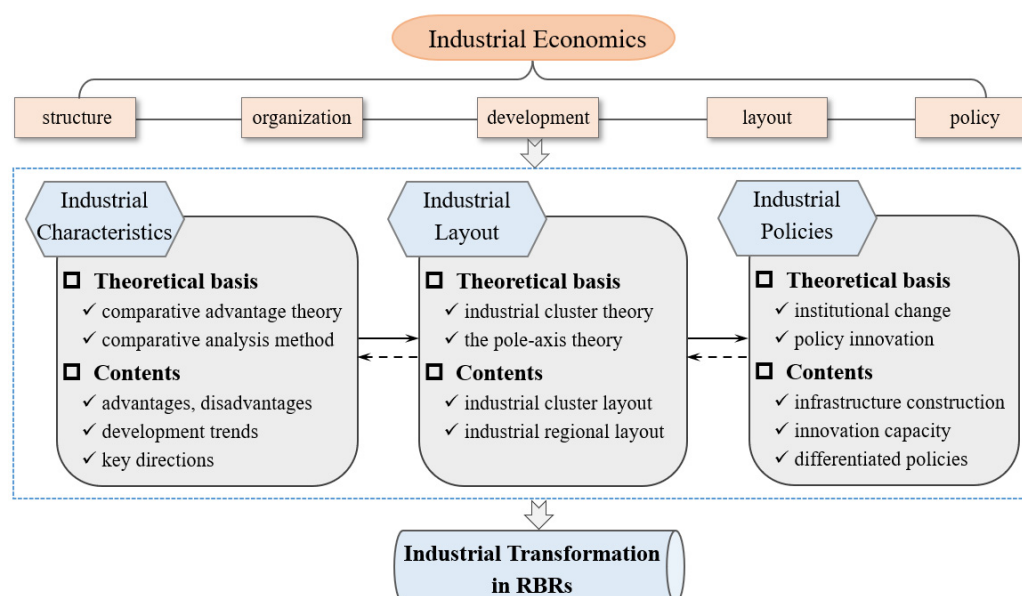 Industrial Economics
structure
organization
development
layout
policy
Industrial
Characteristics
Theoretical basis
comparative advantage theory
comparative analysis method
Contents
advantages, disadvantages
development trends
key directions
Industrial
Layout
Theoretical basis
industrial cluster theory
the pole-axis theory
Contents
industrial cluster layout
industrial regional layout
Industrial
Policies
Theoretical basis
institutional change
policy innovation
Contents
infrastructure construction
innovation capacity
differentiated policies
Industrial Transformation
in RBRs